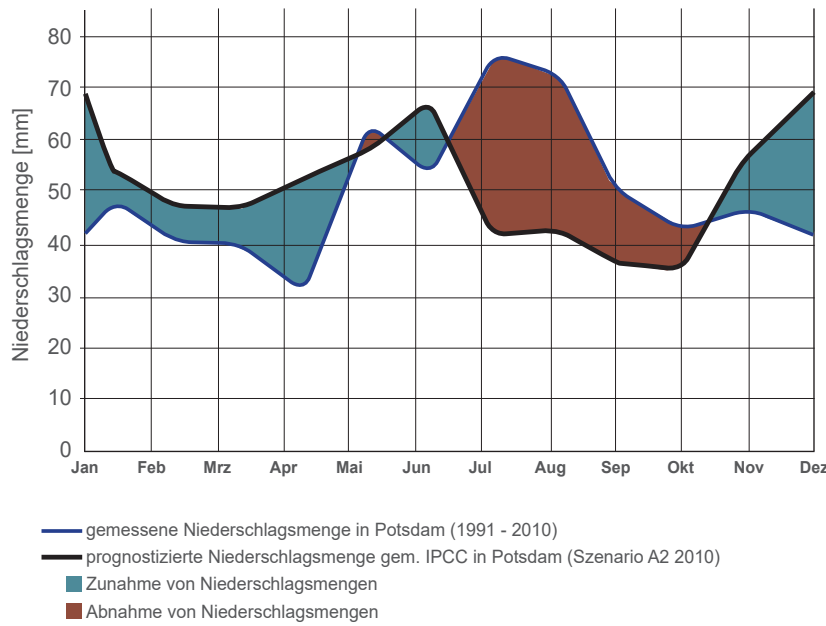 Niederschlagsmenge [mm]
80
70
60
50
40
30
20
10
0
Jan Feb Mrz Apr Mai Jun Jul Aug Sep Okt Nov Dez
gemessene Niederschlagsmenge in Potsdam (1991 - 2010)
prognostizierte Niederschlagsmenge gem. IPCC in Potsdam (Szenario A2 2010)
Zunahme von Niederschlagsmengen
Abnahme von Niederschlagsmengen